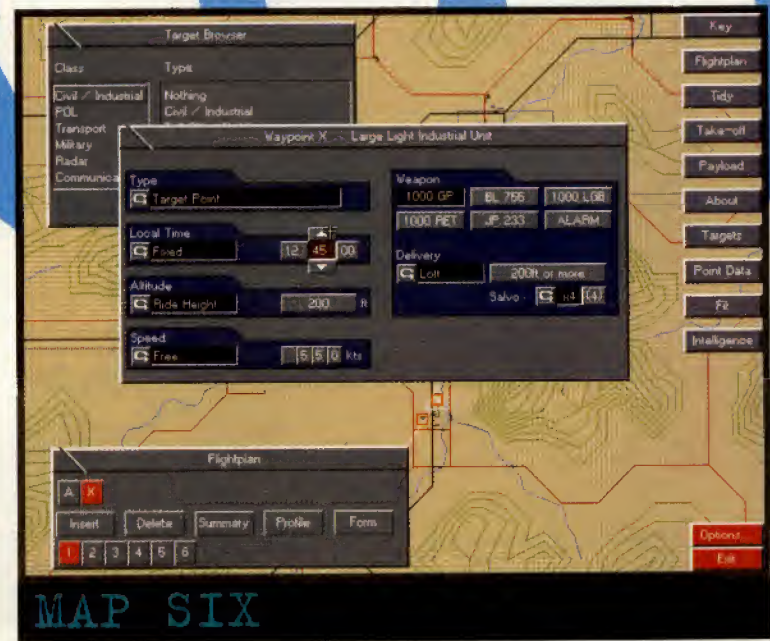 Target Browser
Class Type
Civil / Industrial Nothing
POL Civil / Industrial
Transport
Military
Radar
Communica
Waypoint X -- Large Light Industrial Unit
Type
Target Point
Local Time
Fixed 12 45 00
Altitude
Ride Height 200 ft
Speed
Free 550 kts
Weapon
1000 GP BL 755 1000 LGB
1000 RET JP 233 ALARM
Delivery
Loft 200ft or more
Salvo - x4 (4)
Key
Flightplan
Tidy
Take-off
Payload
About
Targets
Point Data
Fit
Intelligence
Flightplan
A X
Insert Delete Summary Profile Form
1 2 3 4 5 6
Options
Exit
MAP SIX